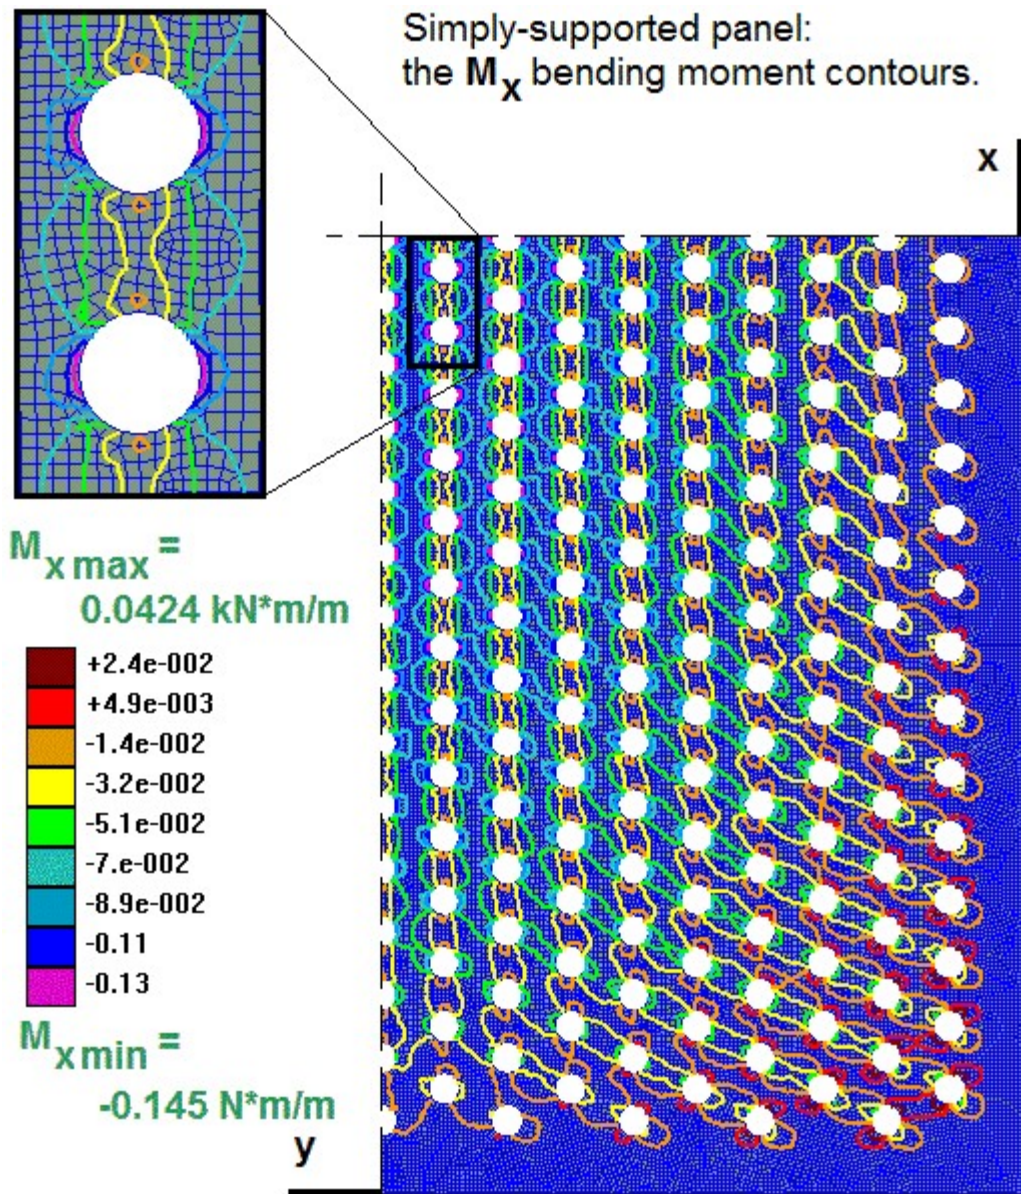 Simply-supported panel:
the Mx bending moment contours.
x
Mx max =
0.0424 kN*m/m
+2.4e-002
+4.9e-003
-1.4e-002
-3.2e-002
-5.1e-002
-7.e-002
-8.9e-002
-0.11
-0.13
Mx min =
-0.145 N*m/m
y